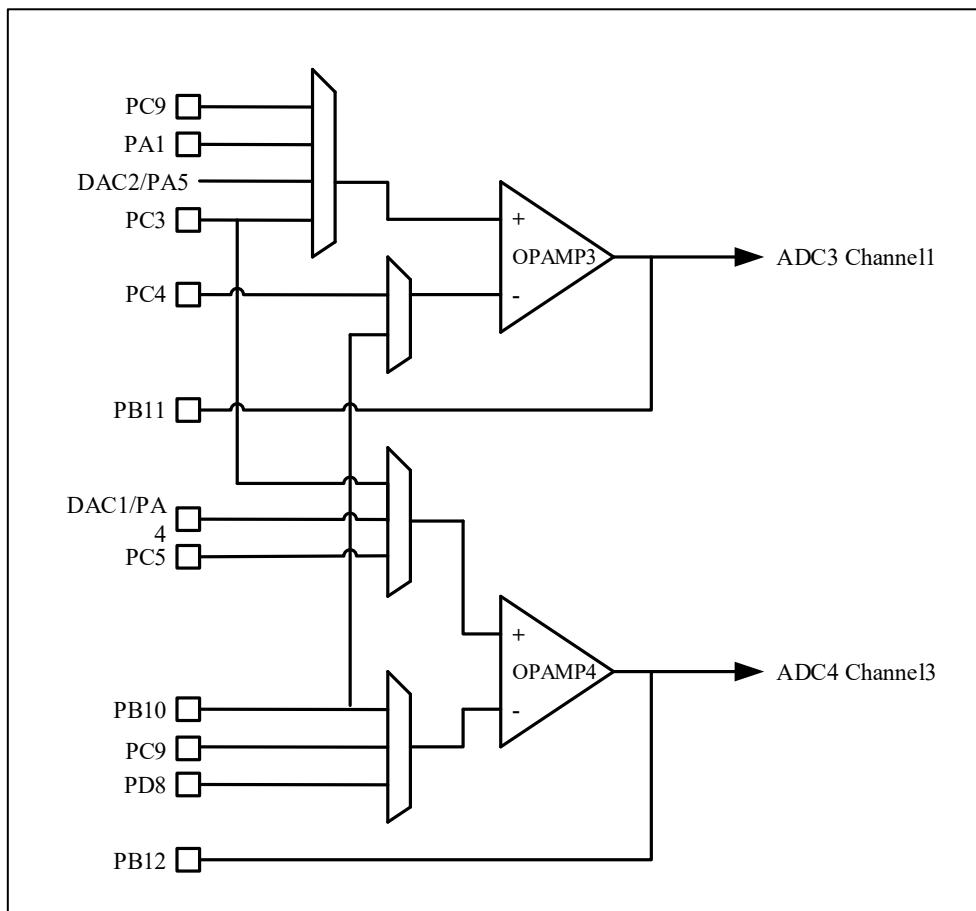 PC9
PA1
DAC2/PA5
PC3
+
OPAMP3
-
ADC3 Channel1
PC4
PB11
DAC1/PA
4
PC5
+
OPAMP4
-
ADC4 Channel3
PB10
PC9
PD8
PB12